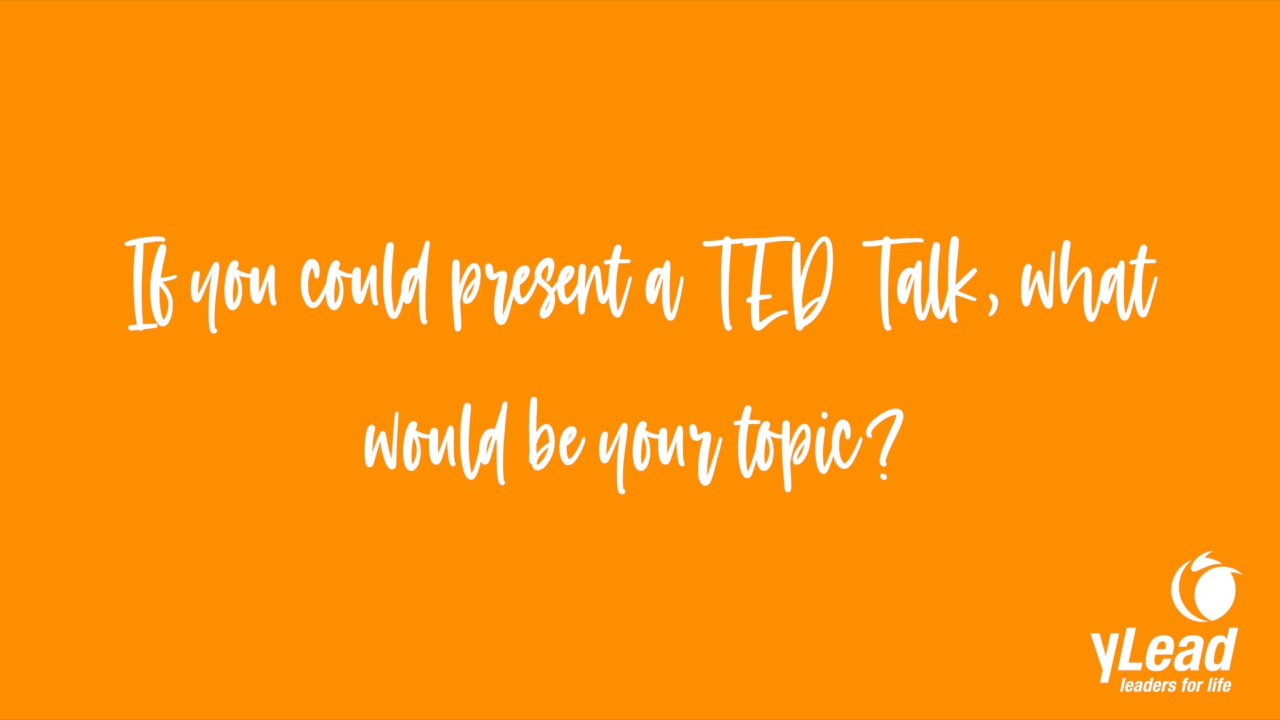 If you could present a TED Talk, what
would be your topic?
yLead
leaders for life